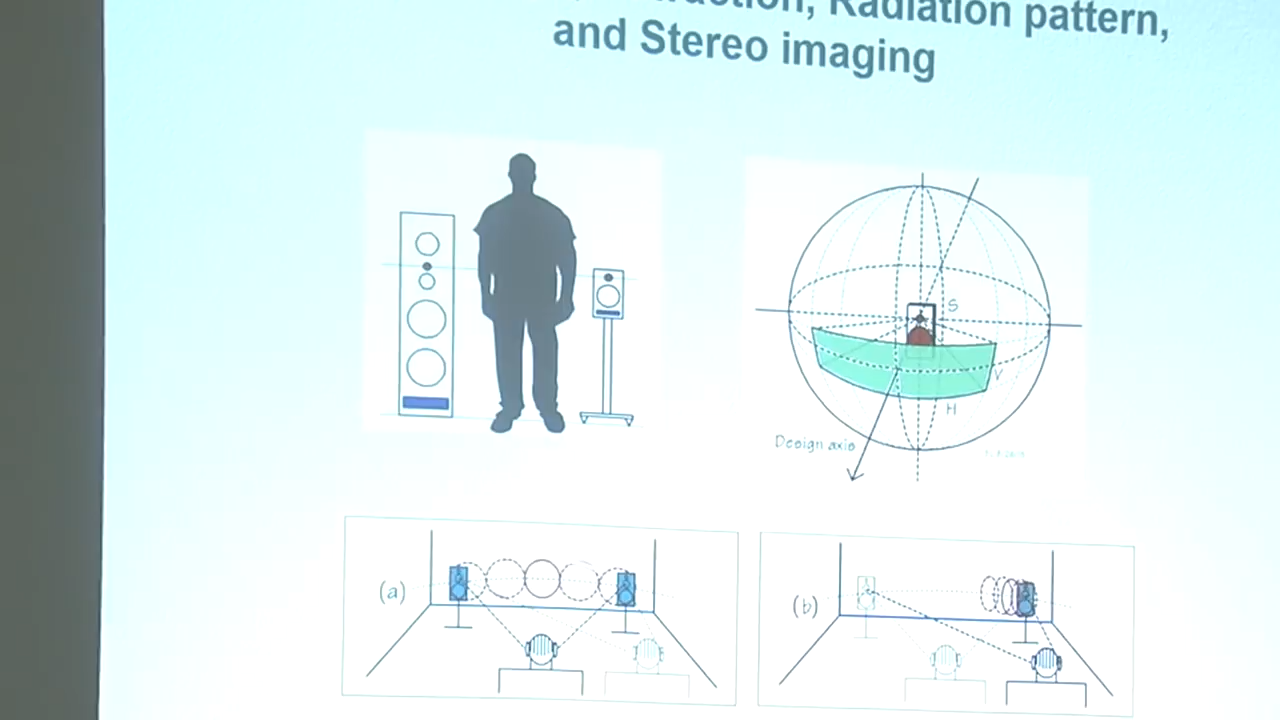 Radiation pattern,
and Stereo imaging
S
V
H
Design axis
(a)
(b)